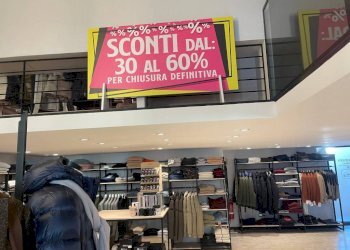 % % % % % % % %
SCONTI DAL:
30 AL 60%
PER CHIUSURA DEFINITIVA